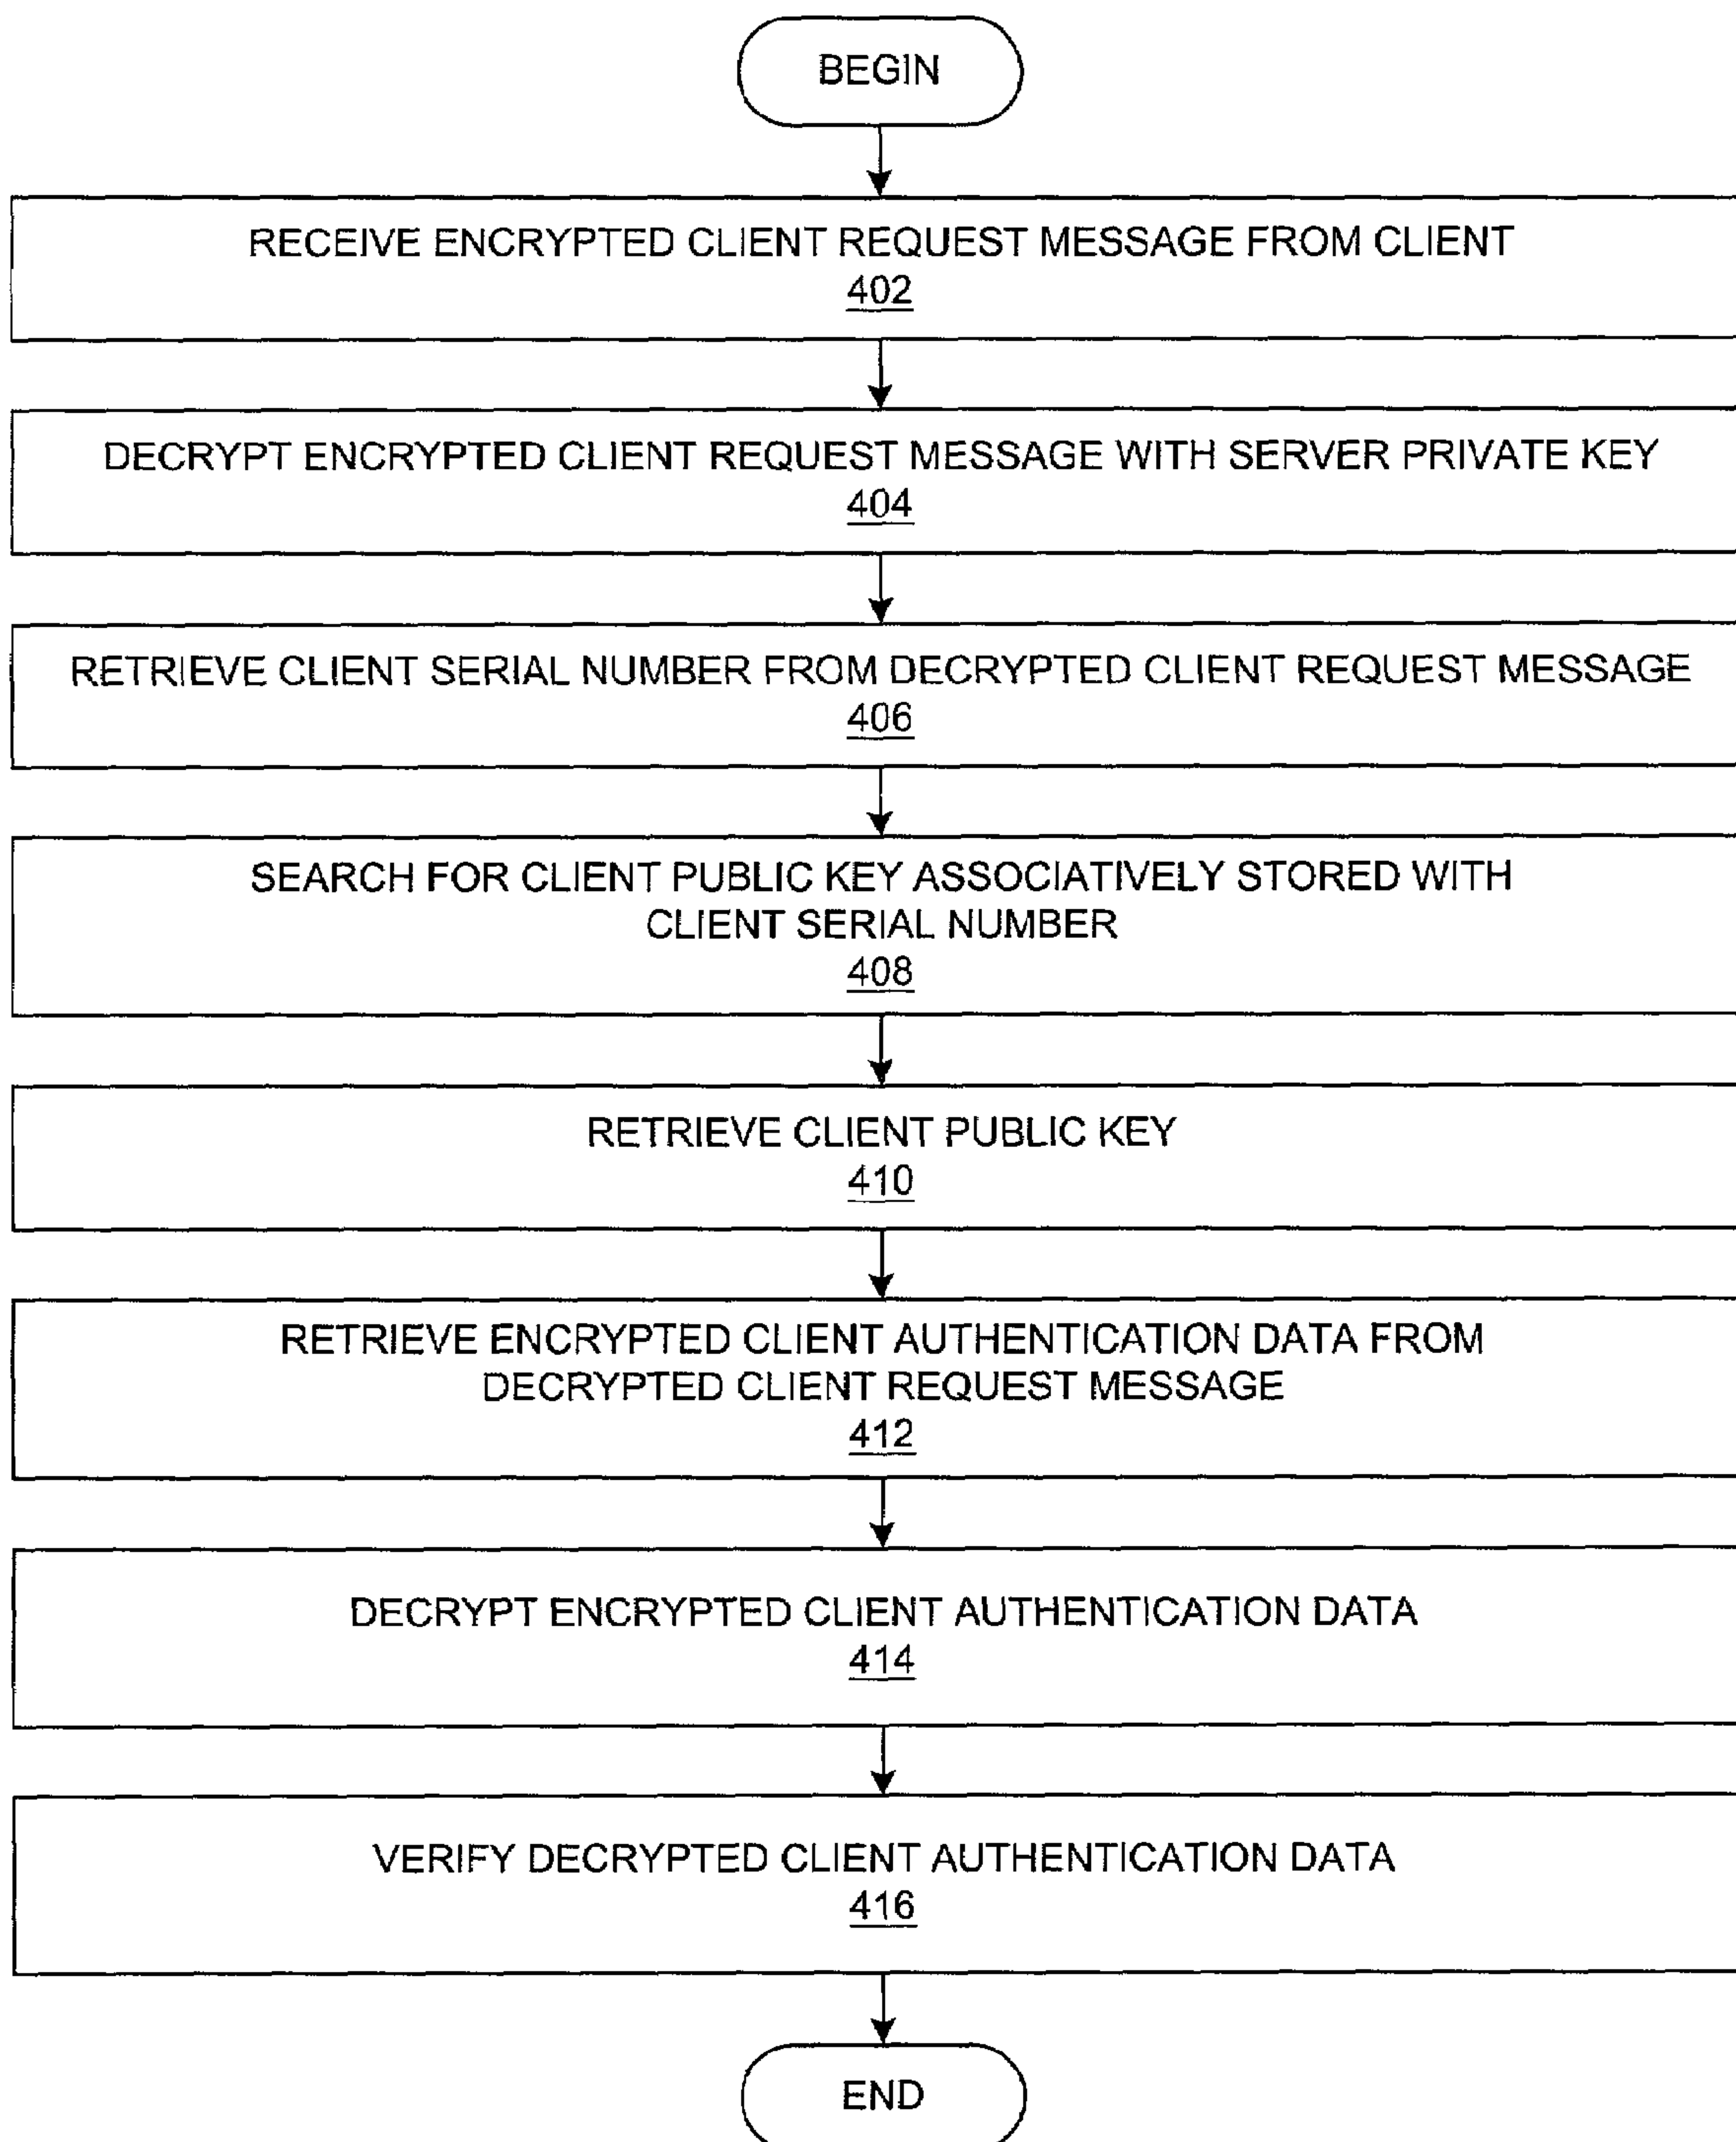 BEGIN
RECEIVE ENCRYPTED CLIENT REQUEST MESSAGE FROM CLIENT
402
DECRYPT ENCRYPTED CLIENT REQUEST MESSAGE WITH SERVER PRIVATE KEY
404
RETRIEVE CLIENT SERIAL NUMBER FROM DECRYPTED CLIENT REQUEST MESSAGE
406
SEARCH FOR CLIENT PUBLIC KEY ASSOCIATIVELY STORED WITH
CLIENT SERIAL NUMBER
408
RETRIEVE CLIENT PUBLIC KEY
410
RETRIEVE ENCRYPTED CLIENT AUTHENTICATION DATA FROM
DECRYPTED CLIENT REQUEST MESSAGE
412
DECRYPT ENCRYPTED CLIENT AUTHENTICATION DATA
414
VERIFY DECRYPTED CLIENT AUTHENTICATION DATA
416
END